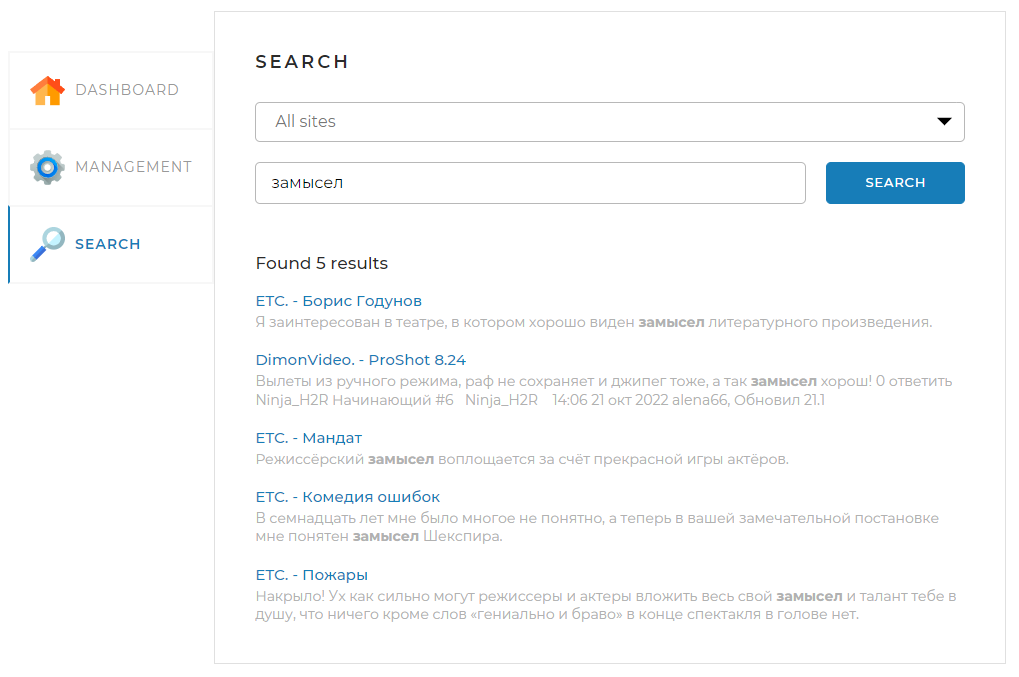 SEARCH
DASHBOARD
All sites
MANAGEMENT
замысел
SEARCH
SEARCH
Found 5 results
ЕТС. - Борис Годунов
Я заинтересован в театре, в котором хорошо виден замысел литературного произведения.
DimonVideo. - ProShot 8.24
Вылеты из ручного режима, раф не сохраняет и джипег тоже, а так замысел хорош! 0 ответить
Ninja_H2R Начинающий #6 Ninja_H2R 14:06 21 окт 2022 alena66, Обновил 21.1
ЕТС. - Мандат
Режиссёрский замысел воплощается за счёт прекрасной игры актёров.
ЕТС. - Комедия ошибок
В семнадцать лет мне было многое не понятно, а теперь в вашей замечательной постановке
мне понятен замысел Шекспира.
ЕТС. - Пожары
Накрыло! Ух как сильно могут режиссеры и актеры вложить весь свой замысел и талант тебе в
душу, что ничего кроме слов «гениально и браво» в конце спектакля в голове нет.